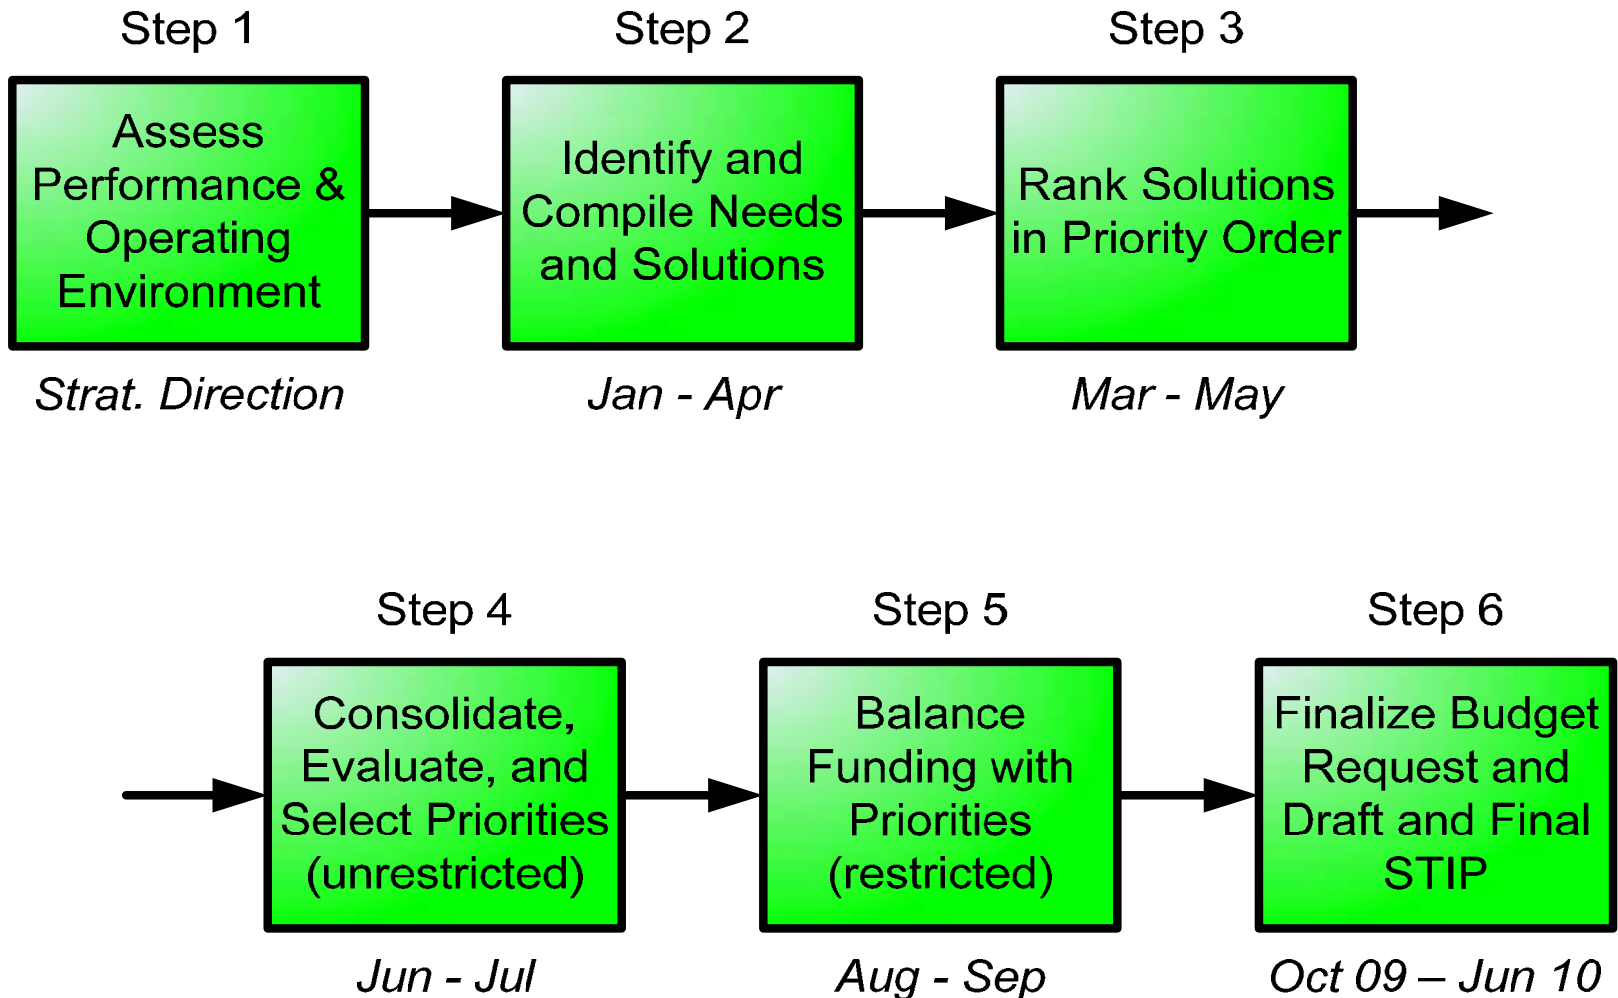 Step 1
Step 2
Step 3
Assess
Performance &
Operating
Environment
Identify and
Compile Needs
and Solutions
Rank Solutions
in Priority Order
Strat. Direction
Jan - Apr
Mar - May
Step 4
Step 5
Step 6
Consolidate,
Evaluate, and
Select Priorities
(unrestricted)
Balance
Funding with
Priorities
(restricted)
Finalize Budget
Request and
Draft and Final
STIP
Jun - Jul
Aug - Sep
Oct 09 – Jun 10